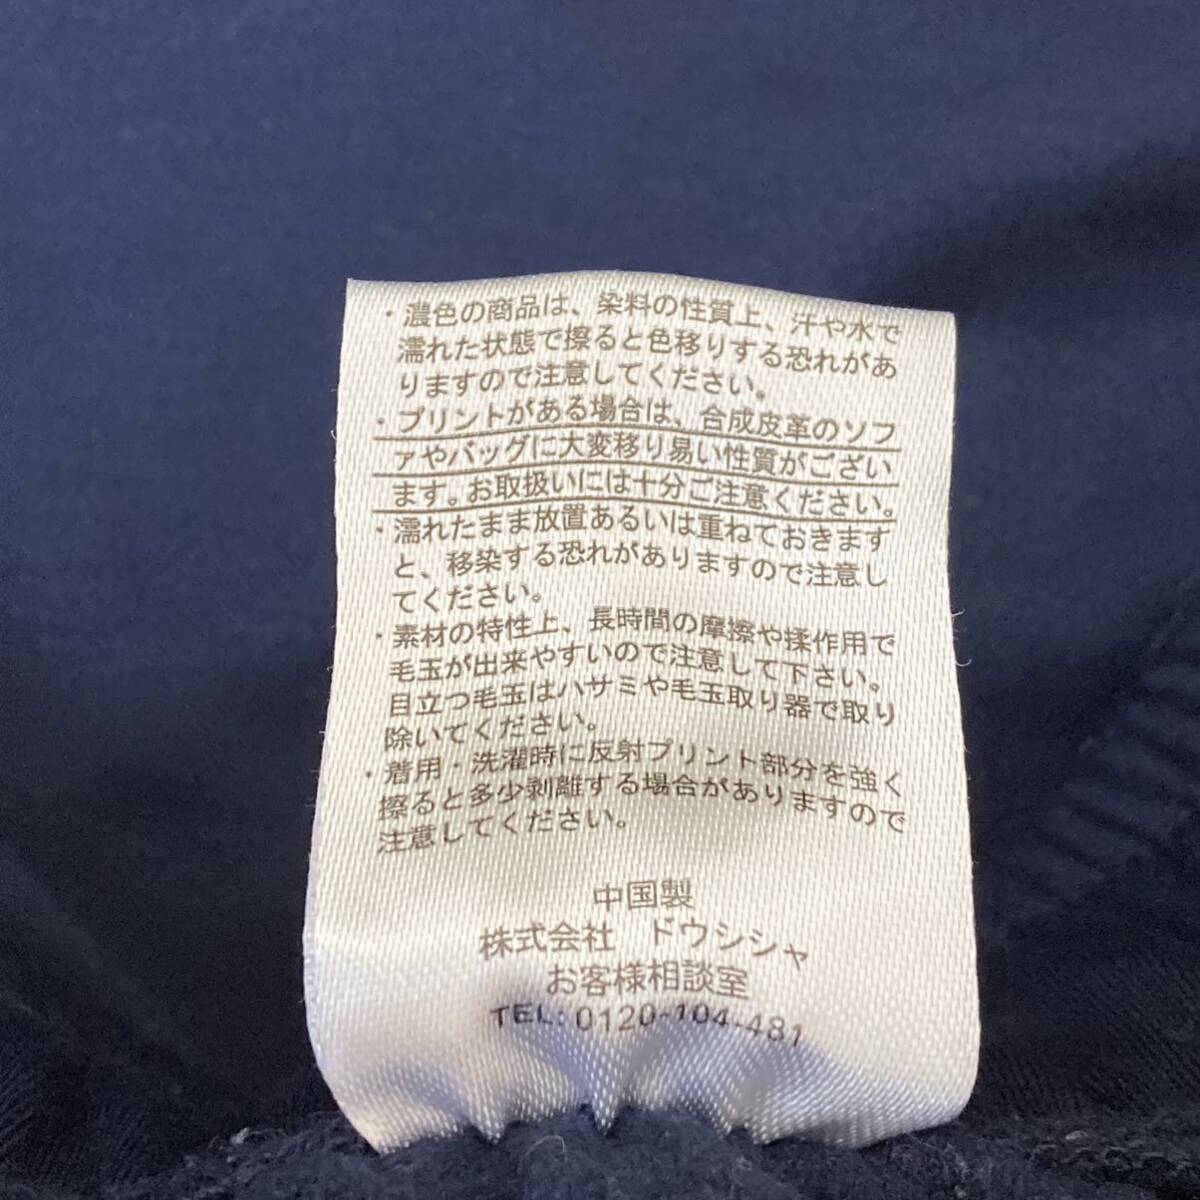 ・濃色の商品は、染料の性質上、汗や水で
濡れた状態で擦ると色移りする恐れがあ
りますので注意してください。
・プリントがある場合は、合成皮革のソフ
ァやバッグに大変移り易い性質がござい
ます。お取扱いには十分ご注意ください。
・濡れたまま放置あるいは重ねておきます
と、移染する恐れがありますので注意し
てください。
・素材の特性上、長時間の摩擦や揉作用で
毛玉が出来やすいので注意して下さい。
目立つ毛玉はハサミや毛玉取り器で取り
除いてください。
・着用・洗濯時に反射プリント部分を強く
擦ると多少剥離する場合がありますので
注意してください。
中国製
株式会社 ドウシシャ
お客様相談室
TEL:0120-104-481